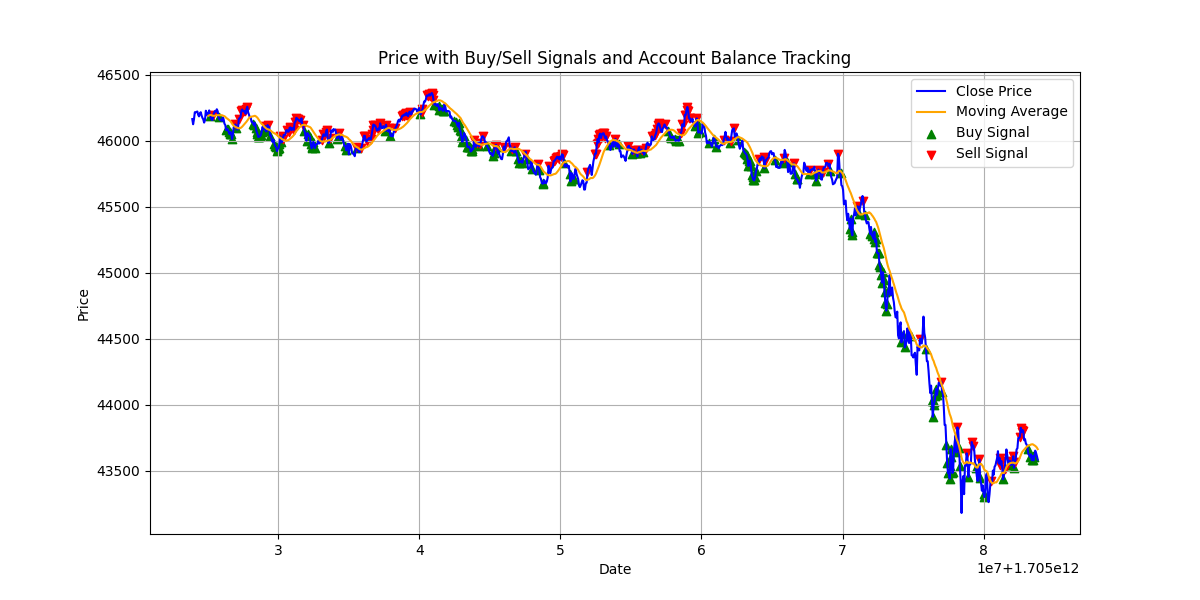 Price with Buy/Sell Signals and Account Balance Tracking
46500
46000
45500
45000
44500
44000
43500
Price
Close Price
Moving Average
Buy Signal
Sell Signal
3 4 5 6 7 8
Date
1e7+1.705e12